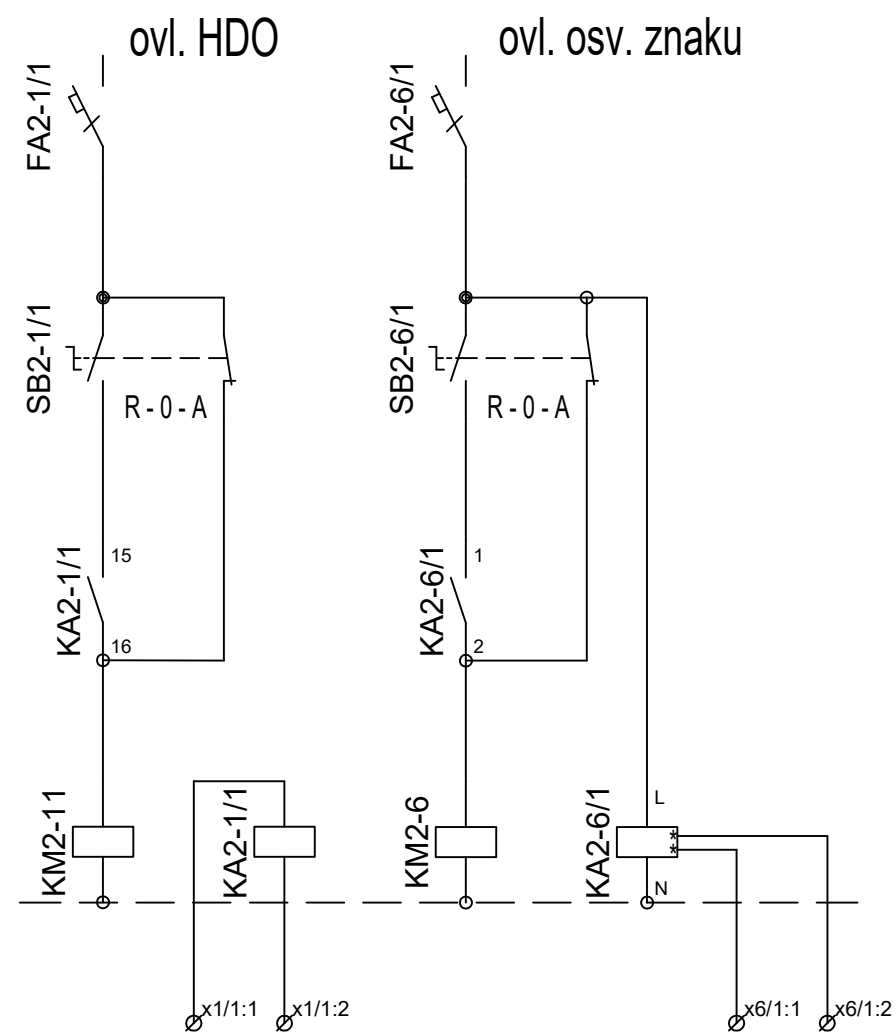 ovl. HDO
ovl. osv. znaku
FA2-1/1
FA2-6/1
SB2-1/1
R - 0 - A
SB2-6/1
R - 0 - A
KA2-1/1
15
16
KA2-6/1
1
2
KM2-11
KA2-1/1
KM2-6
KA2-6/1
L
*
*
N
x1/1:1
x1/1:2
x6/1:1
x6/1:2